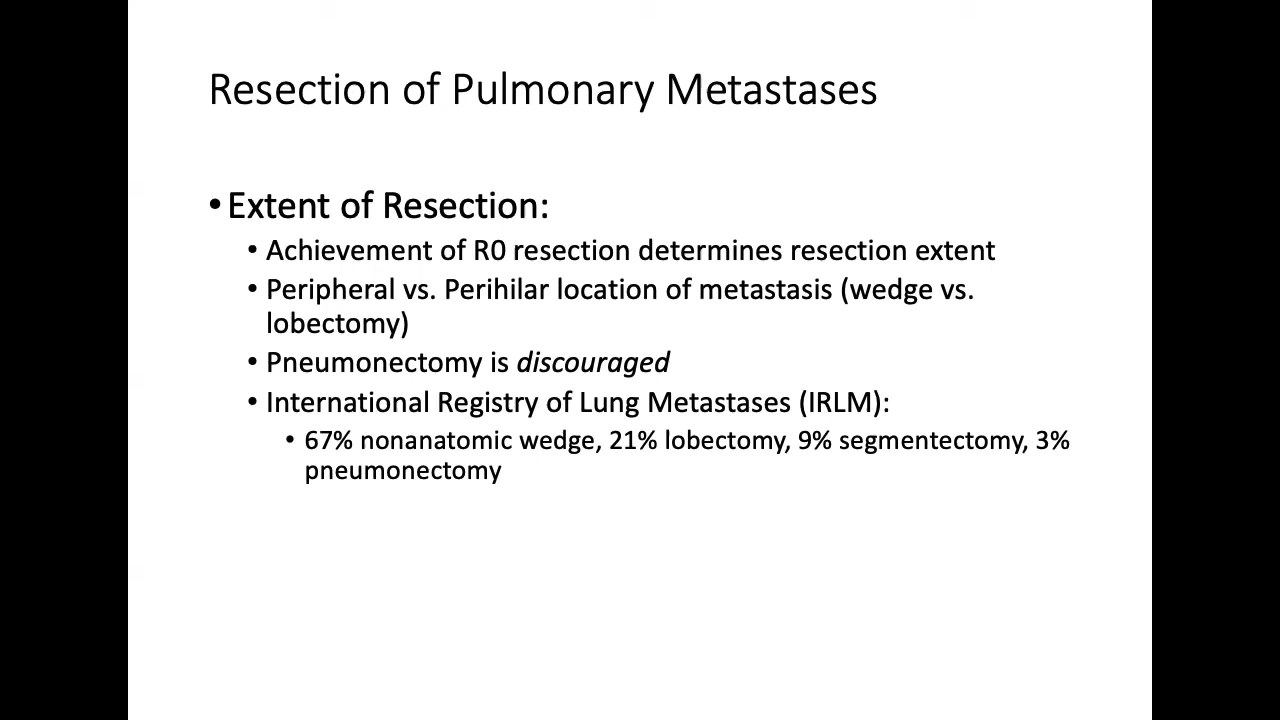 Resection of Pulmonary Metastases
• Extent of Resection:
• Achievement of R0 resection determines resection extent
• Peripheral vs. Perihilar location of metastasis (wedge vs.
lobectomy)
• Pneumonectomy is discouraged
• International Registry of Lung Metastases (IRLM):
• 67% nonanatomic wedge, 21% lobectomy, 9% segmentectomy, 3%
pneumonectomy